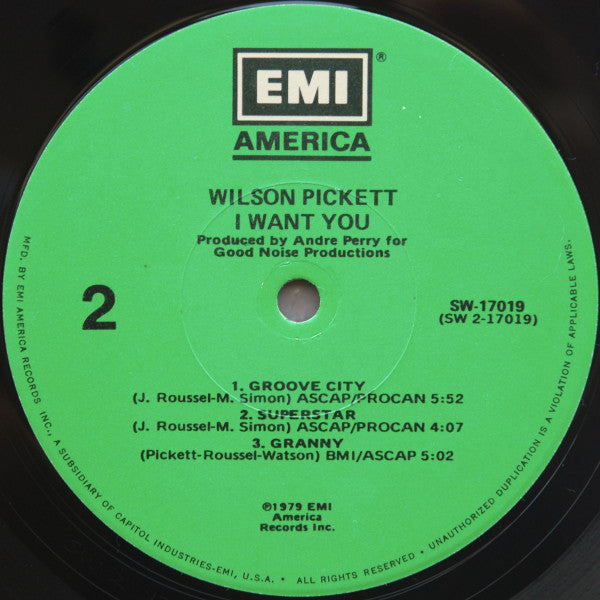 EMI®
AMERICA
WILSON PICKETT
I WANT YOU
Produced by Andre Perry for
Good Noise Productions
2
SW-17019
(SW 2-17019)
1. GROOVE CITY
(J. Roussel-M. Simon) ASCAP/PROCAN 5:52
2. SUPERSTAR
(J. Roussel-M. Simon) ASCAP/PROCAN 4:07
3. GRANNY
(Pickett-Roussel-Watson) BMI/ASCAP 5:02
℗1979 EMI
America
Records Inc.
MFD. BY EMI AMERICA RECORDS INC., A SUBSIDIARY OF CAPITOL INDUSTRIES-EMI, U.S.A. • ALL RIGHTS RESERVED • UNAUTHORIZED DUPLICATION IS A VIOLATION OF APPLICABLE LAWS.